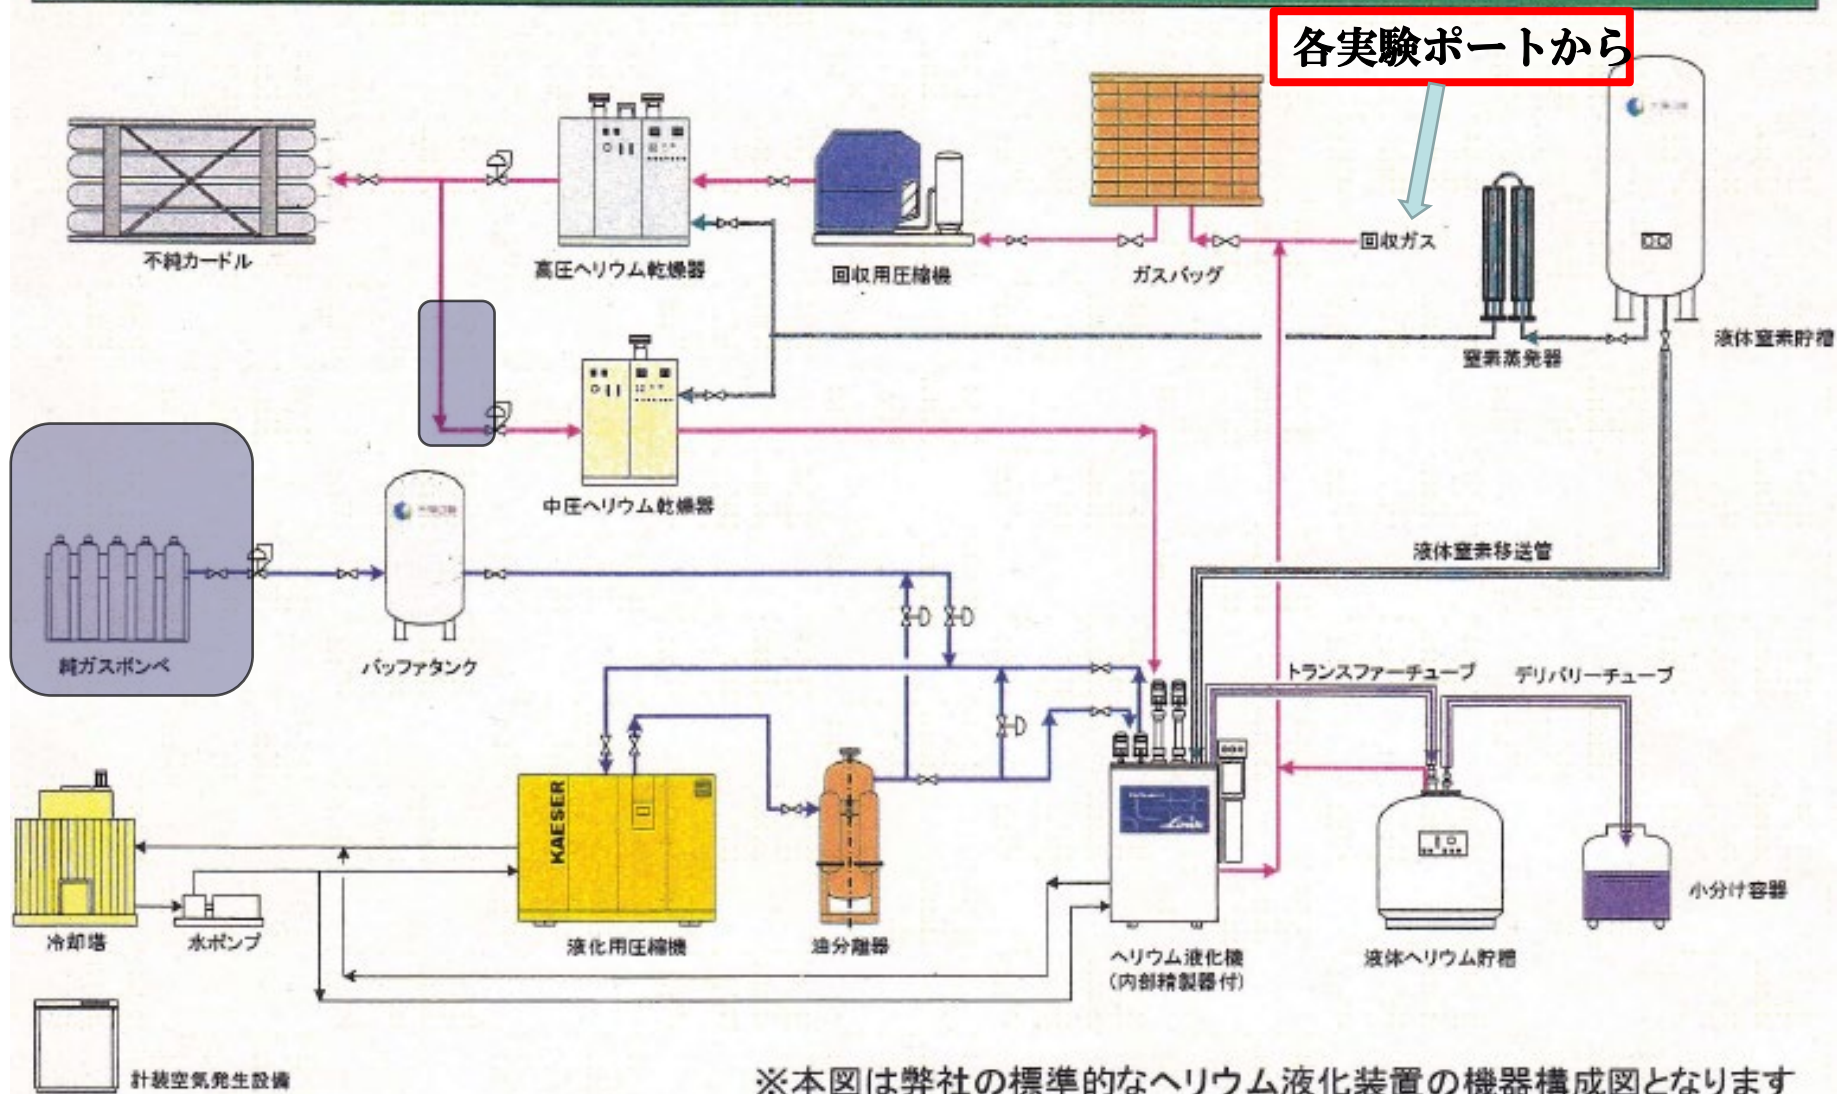 各実験ポートから
不純カードル
高圧ヘリウム乾燥器
回収用圧縮機
ガスバッグ
回収ガス
窒素蒸発器
液体窒素貯槽
中圧ヘリウム乾燥器
液体窒素移送管
純ガスボンベ
バッファタンク
トランスファーチューブ
デリバリーチューブ
KAESER
Linde
冷却塔
水ポンプ
液化用圧縮機
油分離器
ヘリウム液化機
(内部精製器付)
液体ヘリウム貯槽
小分け容器
計装空気発生設備
※本図は弊社の標準的なヘリウム液化装置の機器構成図となります